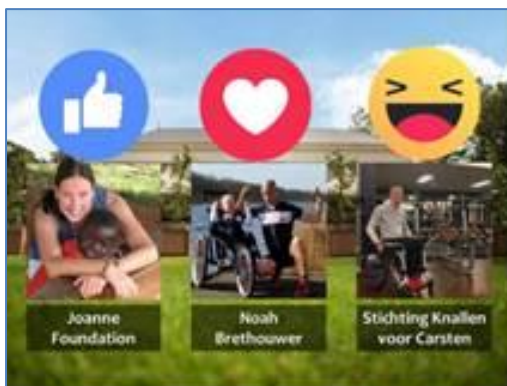 Joanne
Foundation
Noah
Brethouwer
Stichting Knallen
voor Carsten